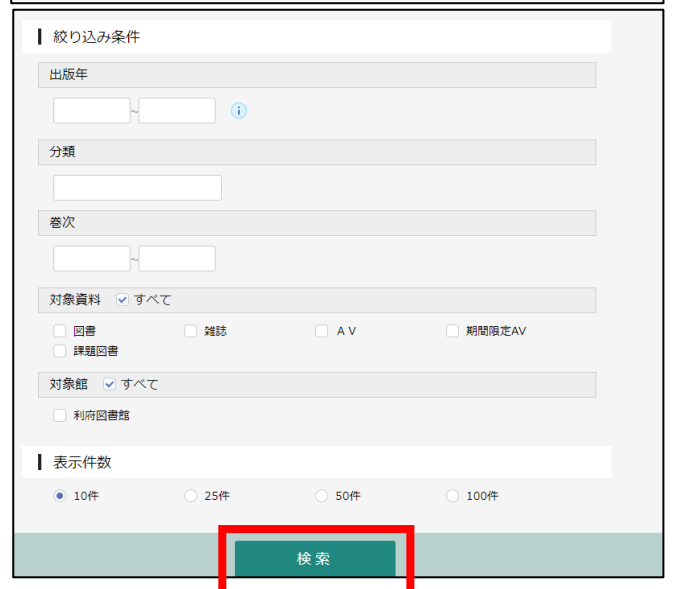 絞り込み条件
出版年
~
分類
巻次
~
対象資料 すべて
図書 雑誌 ＡＶ 期間限定AV
課題図書
対象館 すべて
利府図書館
表示件数
10件 25件 50件 100件
検索